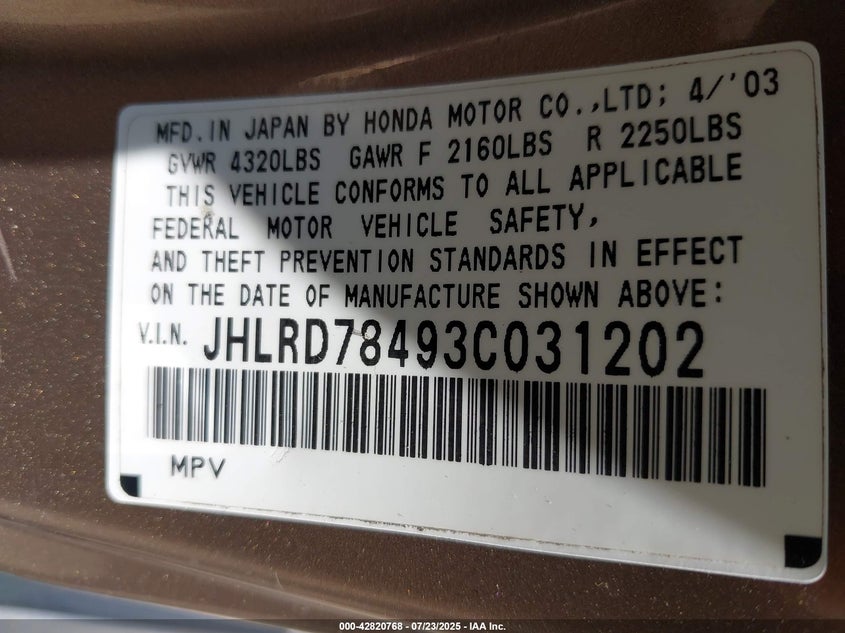 MFD. IN JAPAN BY HONDA MOTOR CO.,LTD; 4/'03
GVWR 4320LBS GAWR F 2160LBS R 2250LBS
THIS VEHICLE CONFORMS TO ALL APPLICABLE
FEDERAL MOTOR VEHICLE SAFETY,
AND THEFT PREVENTION STANDARDS IN EFFECT
ON THE DATE OF MANUFACTURE SHOWN ABOVE:
V.I.N. JHLRD78493C031202
MPV
000-42820768 - 07/23/2025 - IAA Inc.